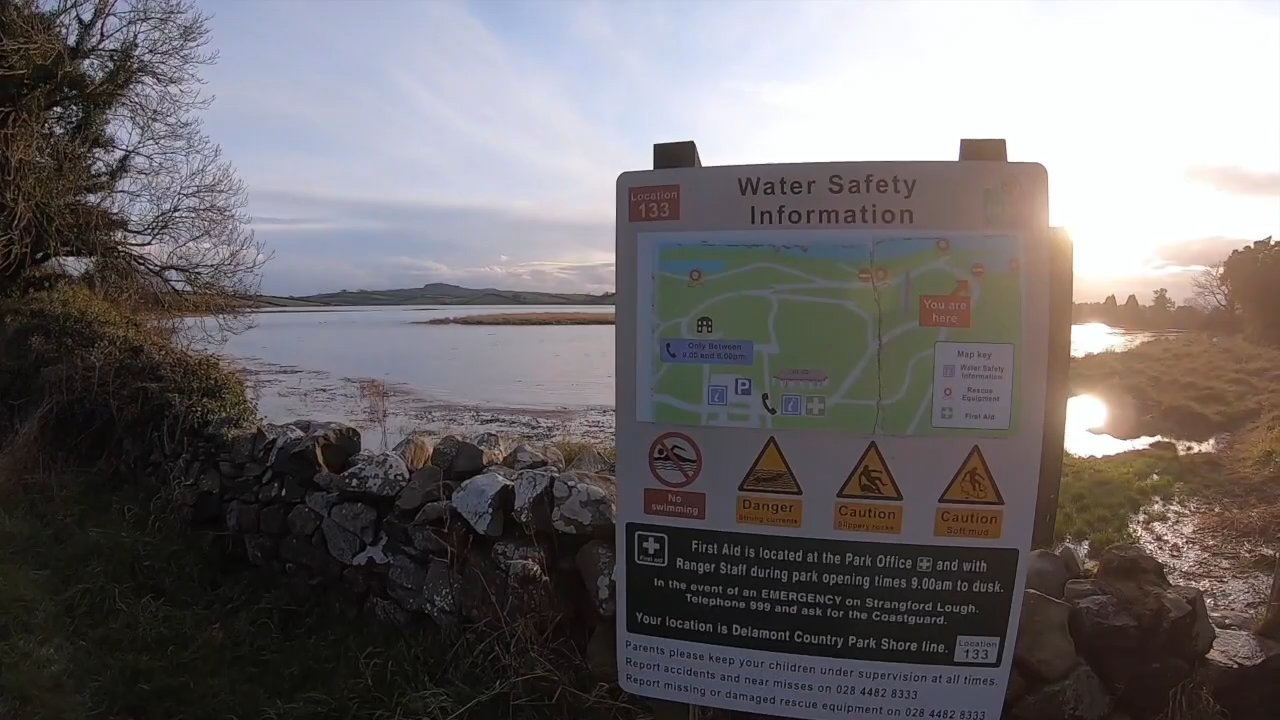 Location
133
Water Safety
Information
You are
here
Only Between
9.00 and 6.00pm.
Map key
Water Safety
Information
Rescue
Equipment
First Aid
P
No
swimming
Danger
Strong currents
Caution
Slippery rocks
Caution
Soft mud
First Aid
First Aid is located at the Park Office and with
Ranger Staff during park opening times 9.00am to dusk.
In the event of an EMERGENCY on Strangford Lough.
Telephone 999 and ask for the Coastguard.
Your location is Delamont Country Park Shore line.
Location
133
Parents please keep your children under supervision at all times.
Report accidents and near misses on 028 4482 8333
Report missing or damaged rescue equipment on 028 4482 8333